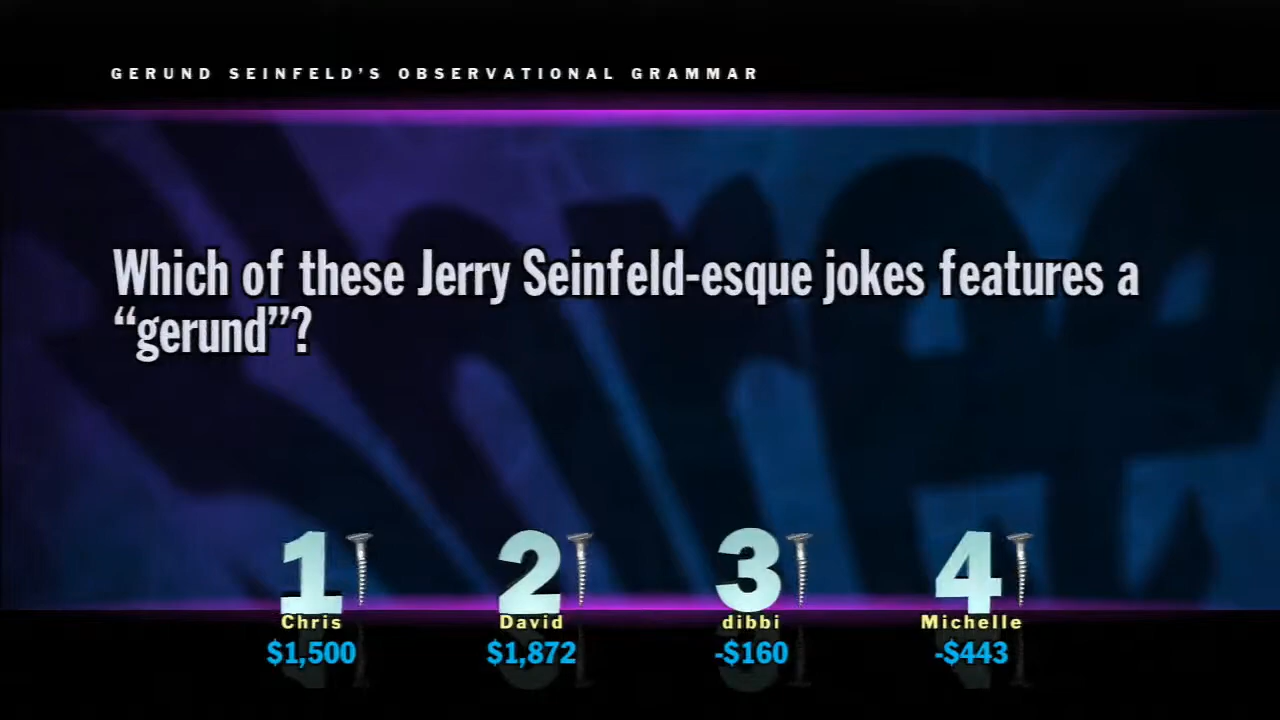 GERUND SEINFELD'S OBSERVATIONAL GRAMMAR
Which of these Jerry Seinfeld-esque jokes features a
“gerund”?
1 2 3 4
Chris David dibbi Michelle
$1,500 $1,872 -$160 -$443